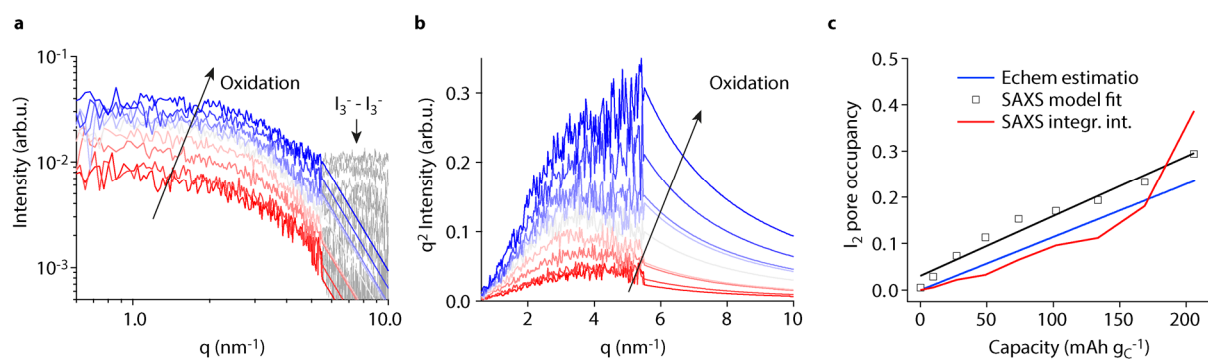 a
10-1
10-2
10-3
Intensity (arb.u.)
Oxidation
I3- - I3-
1.0
10.0
q (nm-1)
b
0.3
0.2
0.1
0.0
q2 Intensity (arb.u.)
Oxidation
2
4
6
8
10
q (nm-1)
c
0.5
0.4
0.3
0.1
0.1
0.0
I2 pore occupancy
Echem estimatio
SAXS model fit
SAXS integr. int.
0
50
100
150
200
Capacity (mAh gC-1)